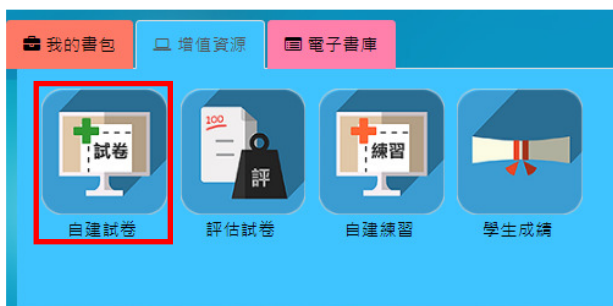 我的書包 增值資源 電子書庫
試卷 100 評 練習
自建試卷 評估試卷 自建練習 學生成績